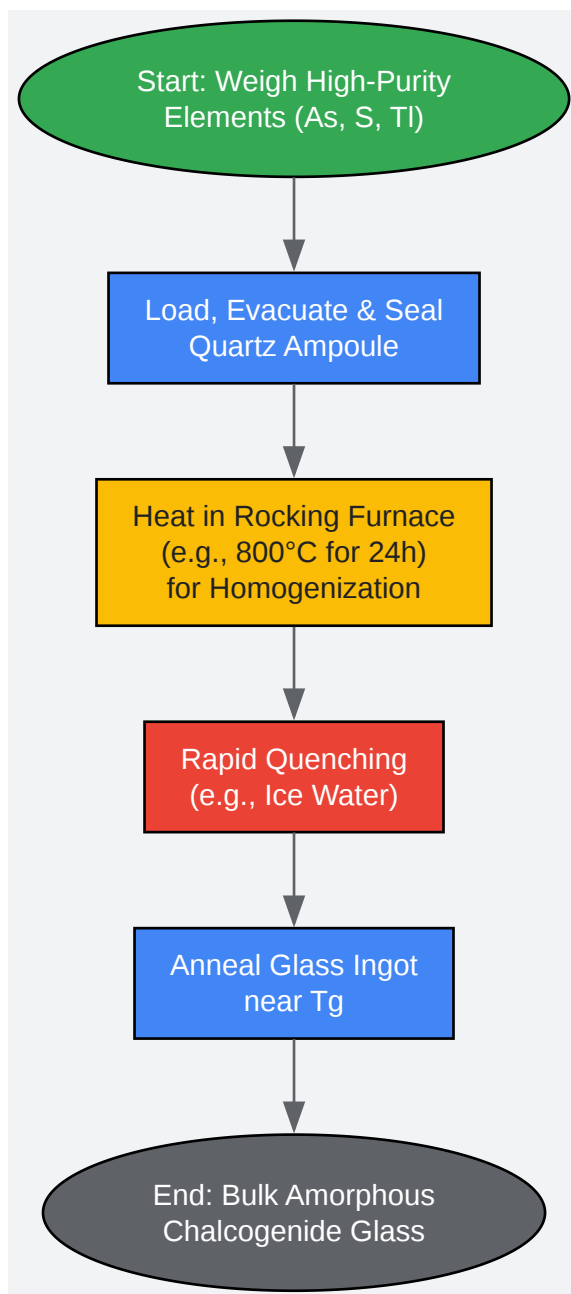 Start: Weigh High-Purity
Elements (As, S, Tl)
Load, Evacuate & Seal
Quartz Ampoule
Heat in Rocking Furnace
(e.g., 800°C for 24h)
for Homogenization
Rapid Quenching
(e.g., Ice Water)
Anneal Glass Ingot
near Tg
End: Bulk Amorphous
Chalcogenide Glass